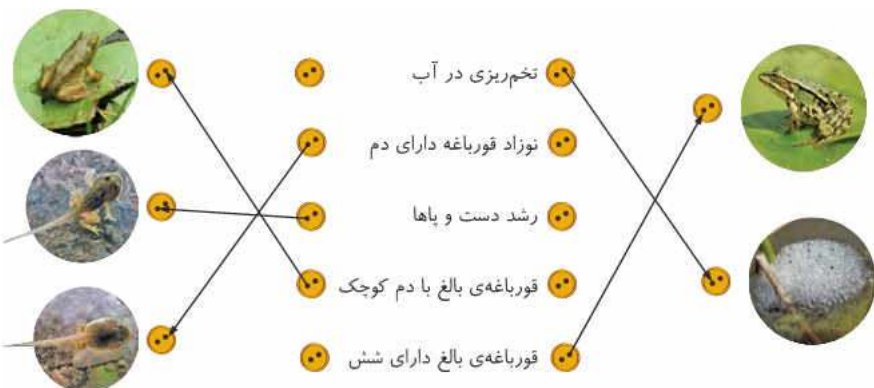 تخم‌ریزی در آب
نوزاد قورباغه دارای دم
رشد دست و پاها
قورباغه‌ی بالغ با دم کوچک
قورباغه‌ی بالغ دارای شش